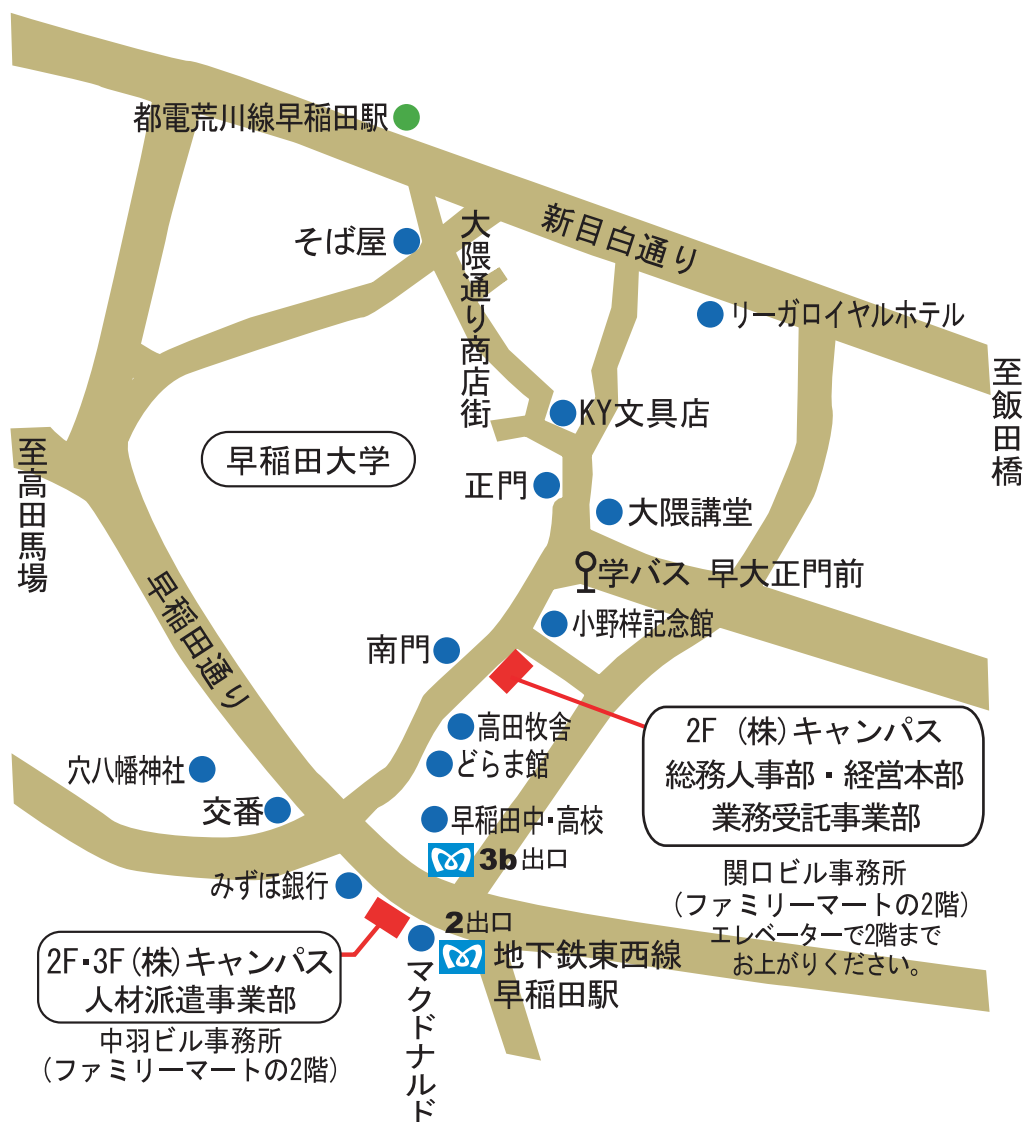 都電荒川線早稲田駅
新目白通り
そば屋
大隈通り商店街
リーガロイヤルホテル
至飯田橋
KY文具店
早稲田大学
至高田馬場
正門
大隈講堂
学バス 早大正門前
早稲田通り
小野梓記念館
南門
高田牧舎
どらま館
2F (株)キャンパス
総務人事部・経営本部
業務受託事業部
穴八幡神社
交番
早稲田中・高校
3b出口
みずほ銀行
関口ビル事務所
(ファミリーマートの2階)
エレベーターで2階まで
お上がりください。
2出口
地下鉄東西線
早稲田駅
2F・3F(株)キャンパス
人材派遣事業部
中羽ビル事務所
(ファミリーマートの2階)
マクドナルド